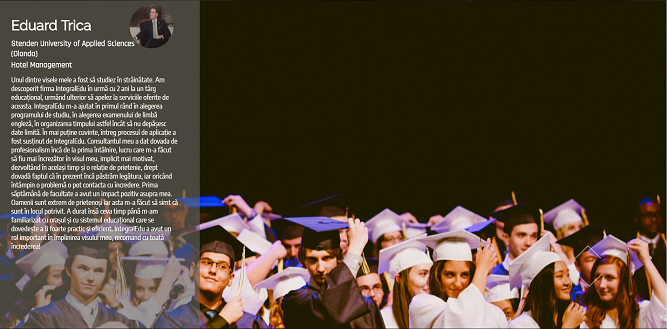 Eduard Trica
Stenden University of Applied Sciences
(Olanda)
Hotel Management
Unul dintre visele mele a fost să studiez în străinătate. Am
descoperit firma IntegralEdu în urmă cu 2 ani la un târg
educațional, urmând ulterior să apelez la serviciile oferite de
aceasta. IntegralEdu m-a ajutat în primul rând în alegerea
programului de studiu, în alegerea examenului de limbă
engleză, în organizarea timpului astfel încât să nu depășesc
date limită. În mai puține cuvinte, întreg procesul de aplicație a
fost susținut de IntegralEdu. Consultantul meu a dat dovada de
profesionalism încă de la prima întâlnire, lucru care m-a făcut
să fiu mai încrezător în visul meu, implicit mai motivat,
dezvoltând în același timp și o relație de prietenie, drept
dovadă faptul că în prezent încă păstrăm legătura, iar oricând
întâmpin o problemă o pot contacta cu încredere. Prima
săptămână de facultate a avut un impact pozitiv asupra mea.
Oamenii sunt extrem de prietenoși iar asta m-a făcut să simt că
sunt în locul potrivit. A durat însă ceva timp până m-am
familiarizat cu orașul și cu sistemul educațional care se
dovedește a fi foarte practic și eficient. IntegralEdu a avut un
rol important în împlinirea visului meu, recomand cu toată
încrederea!